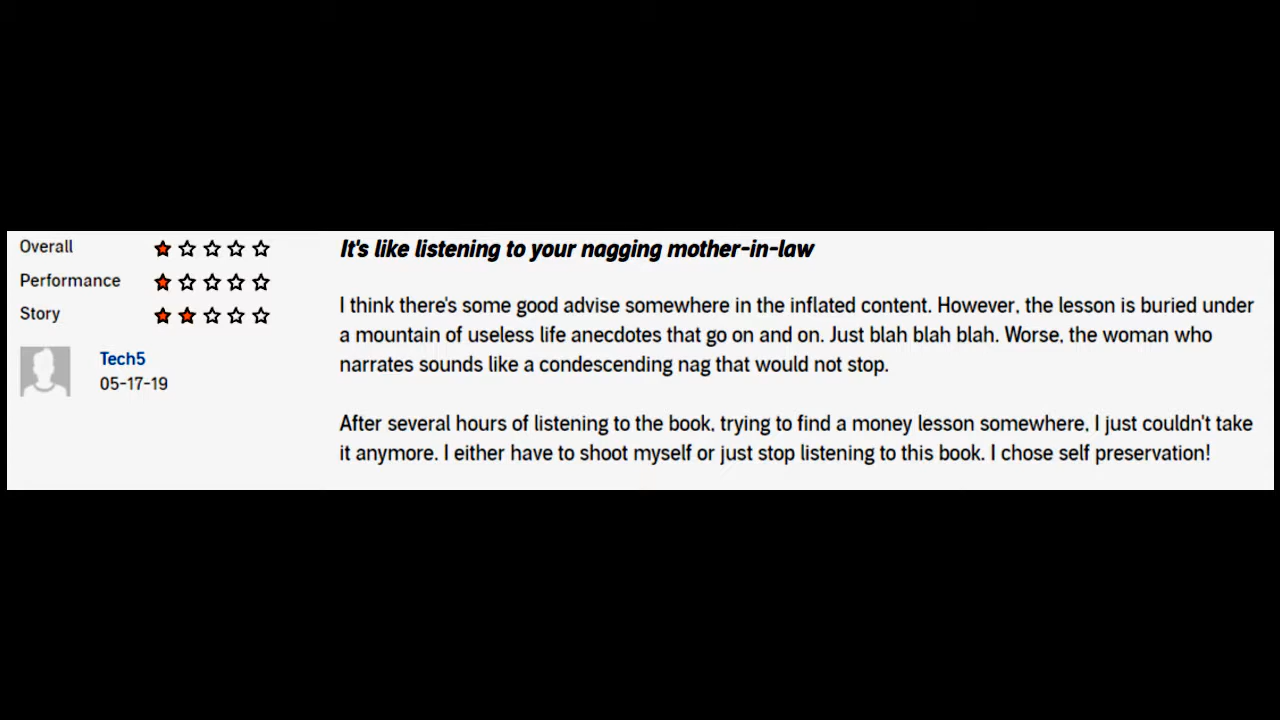 Overall
Performance
Story
Tech5
05-17-19
It's like listening to your nagging mother-in-law
I think there's some good advise somewhere in the inflated content. However, the lesson is buried under
a mountain of useless life anecdotes that go on and on. Just blah blah blah. Worse, the woman who
narrates sounds like a condescending nag that would not stop.
After several hours of listening to the book, trying to find a money lesson somewhere, I just couldn't take
it anymore. I either have to shoot myself or just stop listening to this book. I chose self preservation!